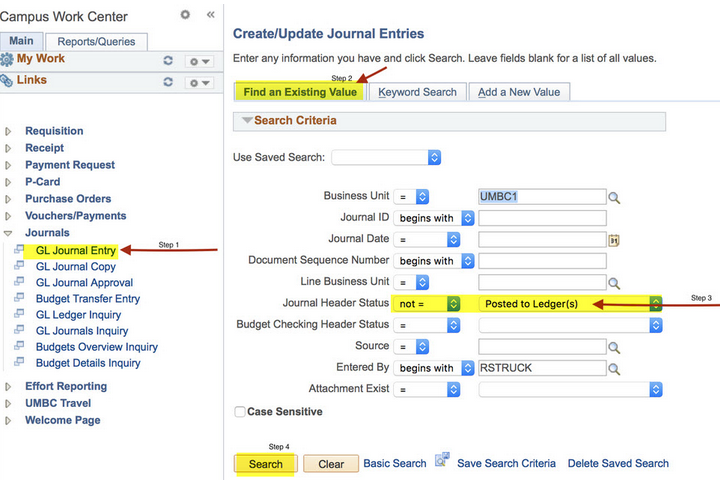 Campus Work Center
«
Main
Reports/Queries
My Work
Links
Requisition
Receipt
Payment Request
P-Card
Purchase Orders
Vouchers/Payments
Journals
GL Journal Entry
Step 1
GL Journal Copy
GL Journal Approval
Budget Transfer Entry
GL Ledger Inquiry
GL Journals Inquiry
Budgets Overview Inquiry
Budget Details Inquiry
Effort Reporting
UMBC Travel
Welcome Page
Create/Update Journal Entries
Enter any information you have and click Search. Leave fields blank for a list of all values.
Step 2
Find an Existing Value Keyword Search Add a New Value
Search Criteria
Use Saved Search:
Business Unit = UMBC1
Journal ID begins with
Journal Date = 31
Document Sequence Number begins with
Line Business Unit =
Journal Header Status not = Posted to Ledger(s) Step 3
Budget Checking Header Status =
Source =
Entered By begins with RSTRUCK
Attachment Exist =
Case Sensitive
Step 4
Search Clear Basic Search Save Search Criteria Delete Saved Search